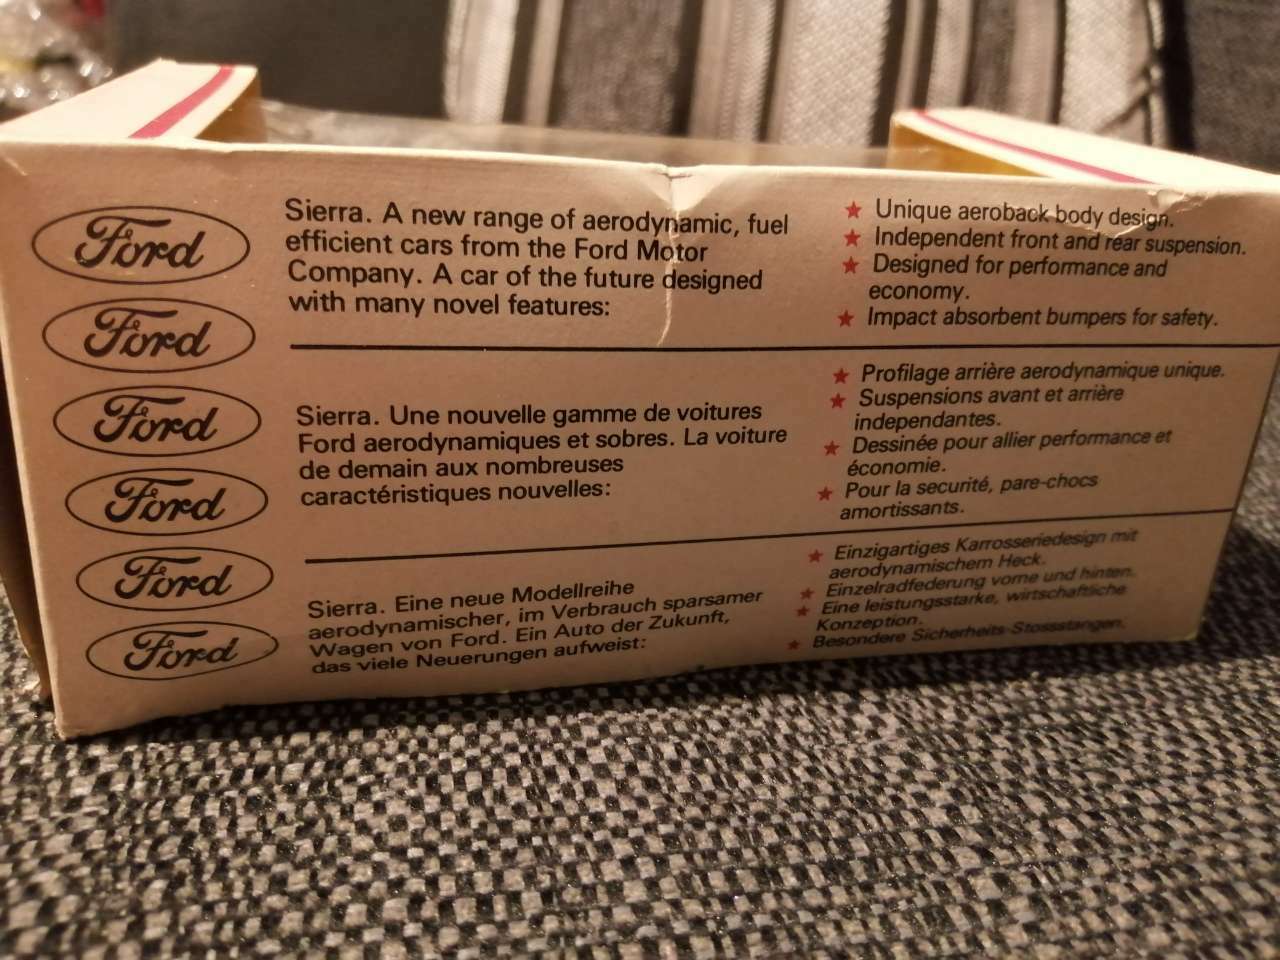 Ford
Ford
Ford
Ford
Ford
Ford
Sierra. A new range of aerodynamic, fuel
efficient cars from the Ford Motor
Company. A car of the future designed
with many novel features:
★ Unique aeroback body design.
★ Independent front and rear suspension.
★ Designed for performance and
economy.
★ Impact absorbent bumpers for safety.
Sierra. Une nouvelle gamme de voitures
Ford aerodynamiques et sobres. La voiture
de demain aux nombreuses
caractéristiques nouvelles:
★ Profilage arrière aerodynamique unique.
★ Suspensions avant et arrière
independantes.
★ Dessinée pour allier performance et
économie.
★ Pour la securité, pare-chocs
amortissants.
Sierra. Eine neue Modellreihe
aerodynamischer, im Verbrauch sparsamer
Wagen von Ford. Ein Auto der Zukunft,
das viele Neuerungen aufweist:
★ Einzigartiges Karrosseriedesign mit
aerodynamischem Heck.
★ Einzelradfederung vorne und hinten.
★ Eine leistungsstarke, wirtschaftliche
Konzeption.
★ Besondere Sicherheits-Stossstangen.